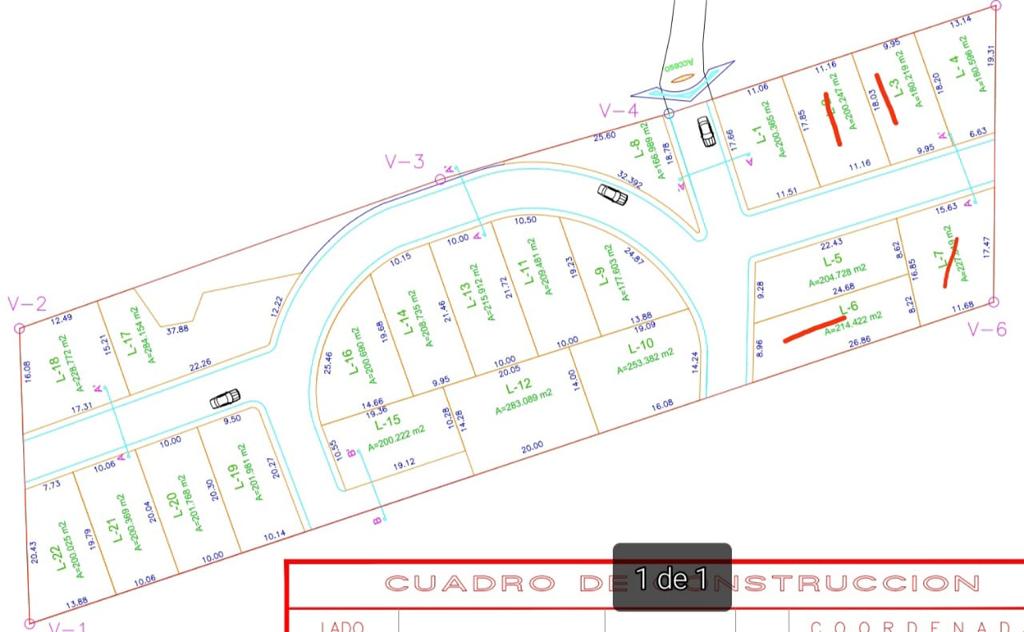 13.14
9.95
19.31
L-4
A=180.596 m2
Acceso
11.16
18.20
L-3
A=180.219 m2
11.06
18.03
A=200.247 m2
V-4
25.60
17.85
L-1
A=200.365 m2
17.66
L-8
A=166.989 m2
18.78
A'
6.63
9.95
V-3
A'
A
11.16
32.392
A'
11.51
A
15.63
10.50
10.00
A
22.43
L-5
A=204.728 m2
8.62
L-7
17.47
24.87
10.15
L-11
A=209.481 m2
19.23
L-9
A=177.603 m2
16.85
24.68
9.28
L-13
A=215.912 m2
21.72
V-2
12.22
12.49
L-14
A=208.735 m2
21.46
L-6
A=214.422 m2
8.22
11.68
V-6
37.88
L-17
A=284.154 m2
15.21
19.68
13.88
19.09
26.86
8.96
16.08
L-18
A=228.772 m2
L-16
A=200.690 m2
25.46
10.00
L-10
A=253.382 m2
14.24
22.26
10.00
20.05
9.95
L-12
A=283.089 m2
14.00
A'
17.31
14.66
19.36
L-15
A=200.222 m2
10.28
14.28
16.08
9.50
10.00
10.55
B'
20.00
A
10.06
19.12
7.73
L-19
A=201.981 m2
20.27
L-20
A=201.768 m2
20.30
L-21
A=200.369 m2
20.04
B
L-22
A=200.025 m2
19.79
20.43
10.14
10.00
10.06
13.88
V-1
1 de 1
CUADRO DE CONSTRUCCION
LADO
COORDENAD